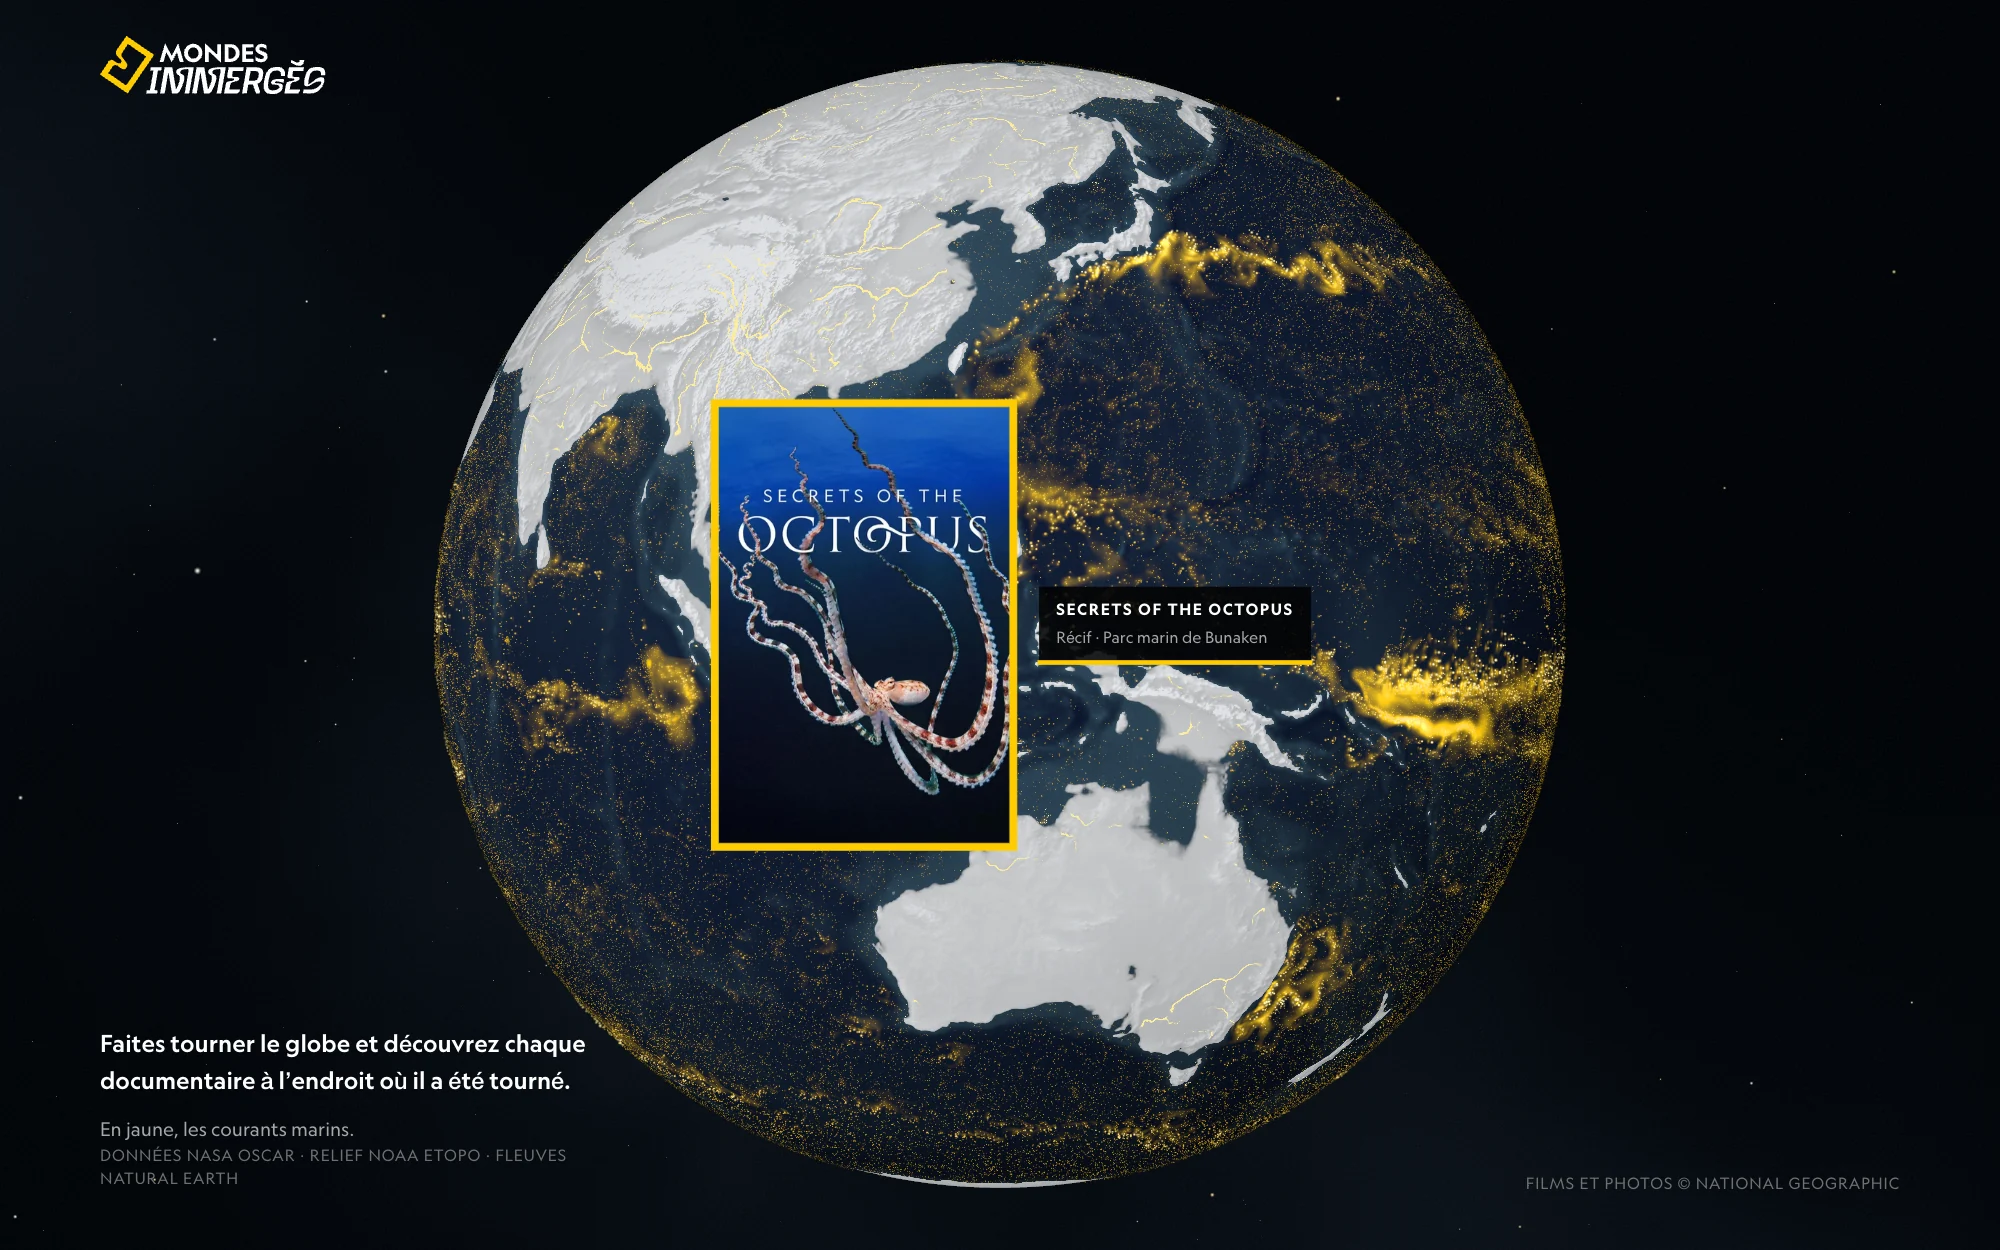 MONDES
IMMERGÉS
SECRETS OF THE
OCTOPUS
SECRETS OF THE OCTOPUS
Récif · Parc marin de Bunaken
Faites tourner le globe et découvrez chaque
documentaire à l’endroit où il a été tourné.
En jaune, les courants marins.
DONNÉES NASA OSCAR · RELIEF NOAA ETOPO · FLEUVES
NATURAL EARTH
FILMS ET PHOTOS © NATIONAL GEOGRAPHIC